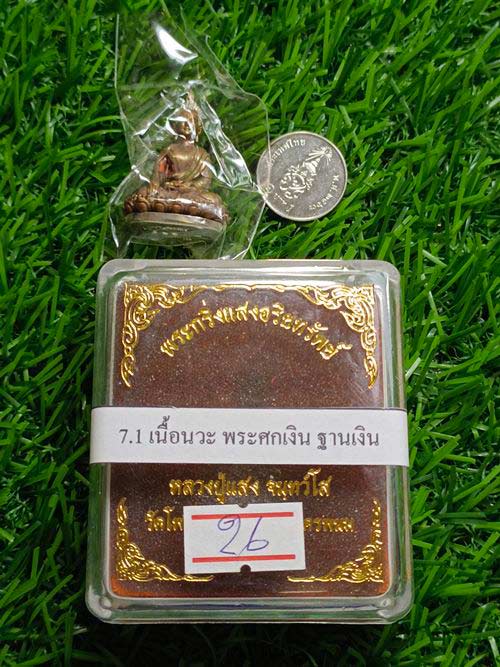 พระกริ่งแสงอริยทรัพย์
7.1 เนื้อนวะ พระศกเงิน ฐานเงิน
หลวงปู่แสง จนฺทวํโส
26